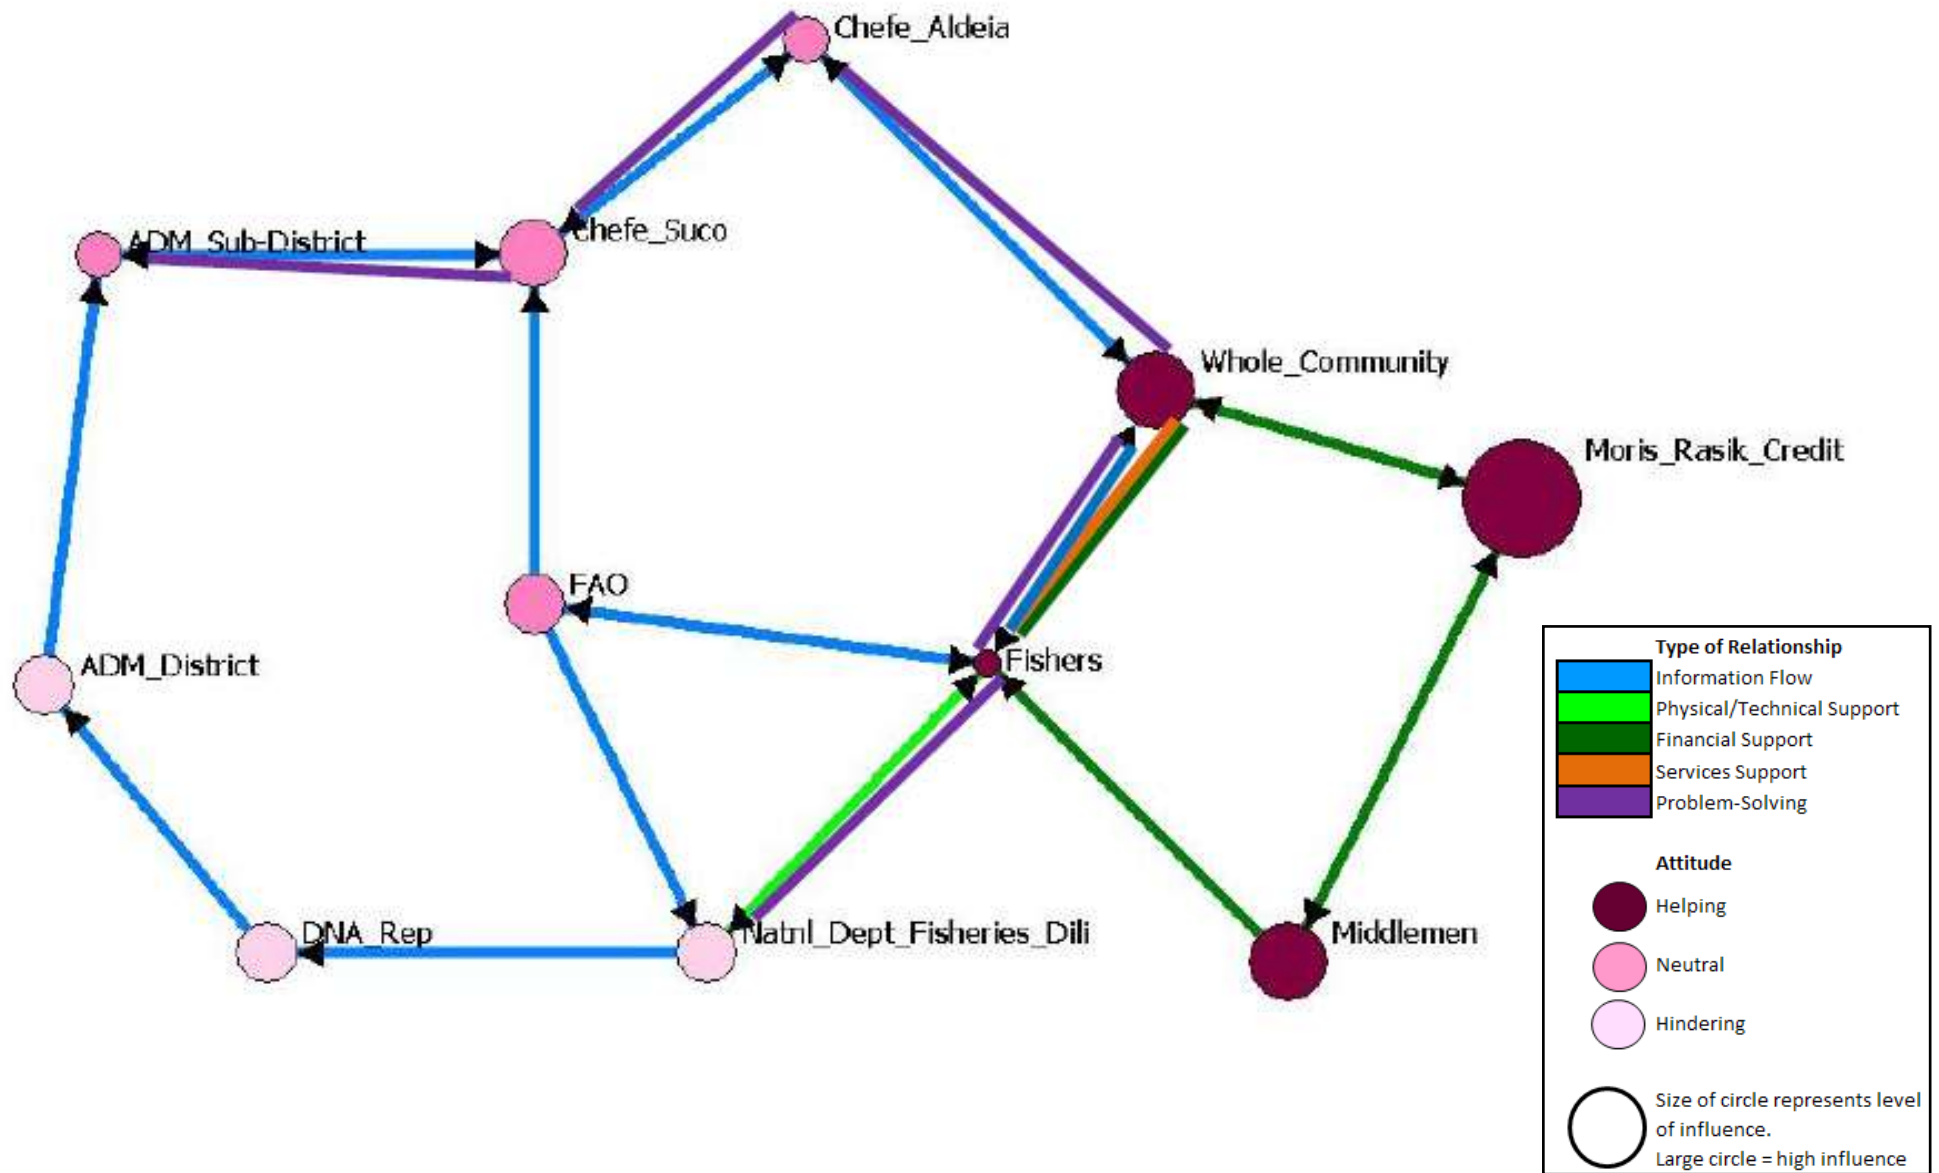 Chefe_Aldeia
Chefe_Suco
ADM_Sub-District
Whole_Community
Moris_Rasik_Credit
FAO
Fishers
ADM_District
DNA_Rep
Natnl_Dept_Fisheries_Dili
Middlemen
Type of Relationship
Information Flow
Physical/Technical Support
Financial Support
Services Support
Problem-Solving
Attitude
Helping
Neutral
Hindering
Size of circle represents level
of influence.
Large circle = high influence